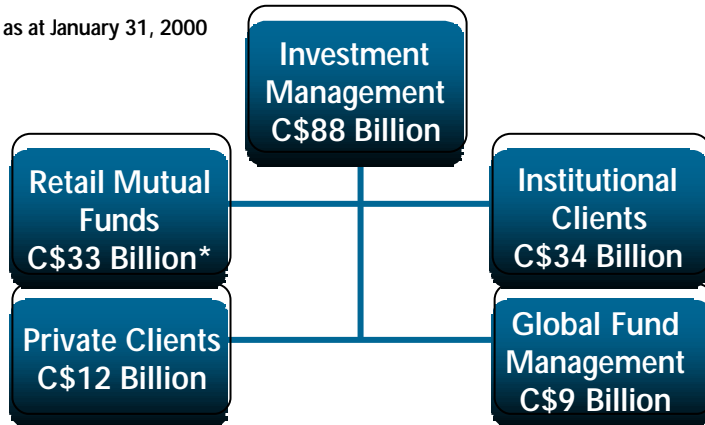 as at January 31, 2000
Investment
Management
C$88 Billion
Retail Mutual
Funds
C$33 Billion*
Institutional
Clients
C$34 Billion
Private Clients
C$12 Billion
Global Fund
Management
C$9 Billion